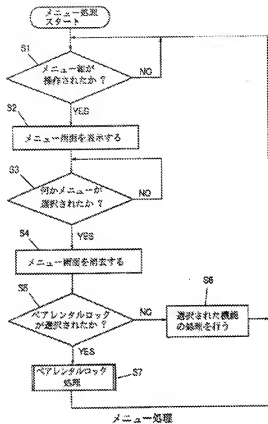 メニュー処理
スタート
S1
メニュー鍵が
操作されたか?
NO
YES
S2
メニュー画面を表示する
S3
何かメニューが
選択されたか?
NO
YES
S4
メニュー画面を消去する
S5
ペアレンタルロック
が選択されたか?
NO
S6
選択された機能
の処理を行う
YES
ペアレンタルロック
処理
S7
メニュー処理